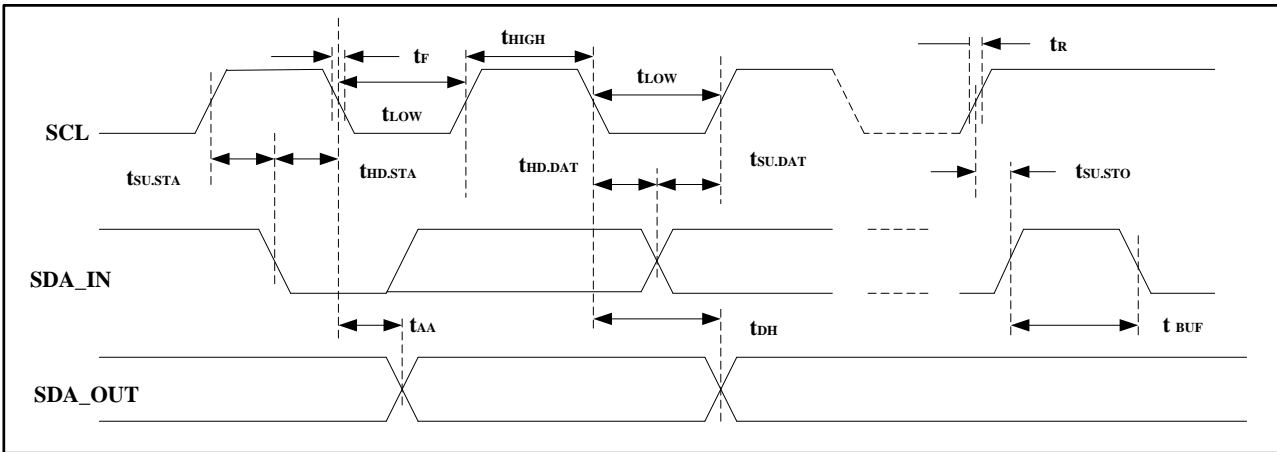 tF
tHIGH
tR
tLOW
tLOW
SCL
tSU.STA
tHD.STA
tHD.DAT
tSU.DAT
tSU.STO
SDA_IN
tAA
tDH
t BUF
SDA_OUT